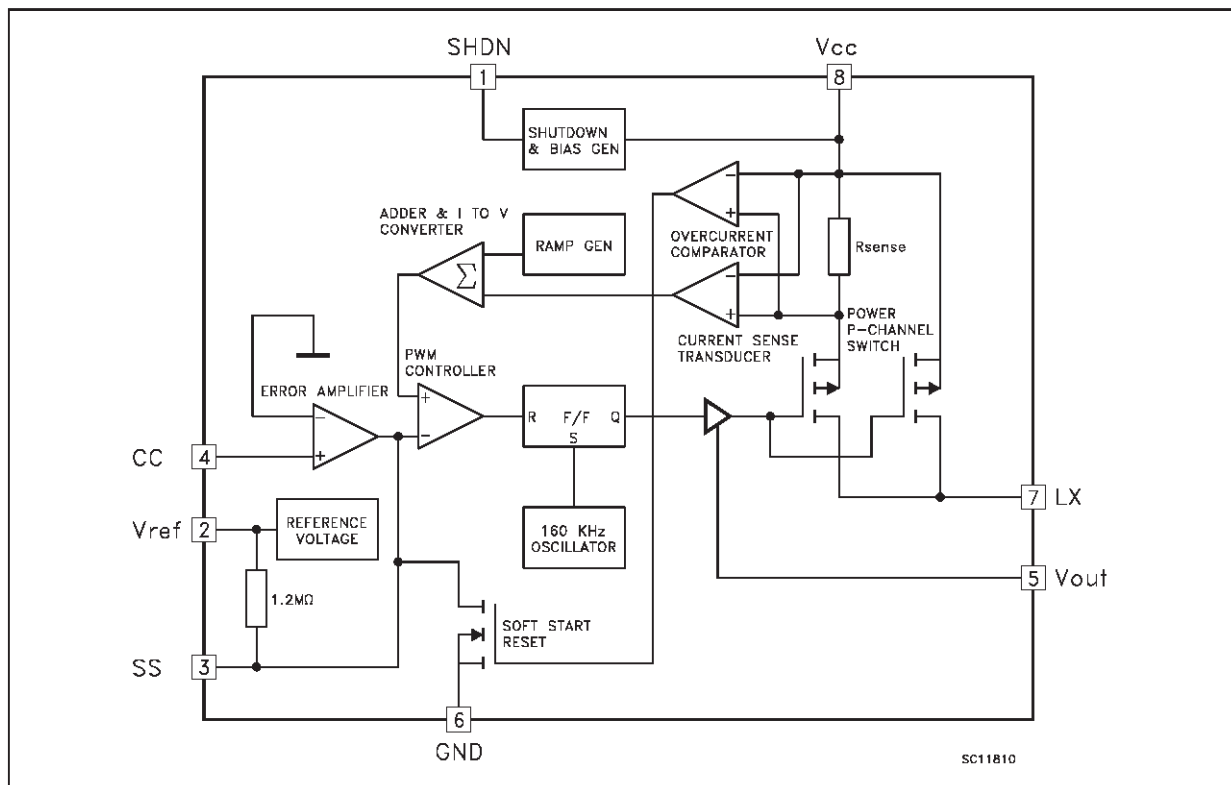 SHDN
Vcc
1
8
SHUTDOWN
& BIAS GEN
ADDER & I TO V
CONVERTER
RAMP GEN
Σ
-
+
OVERCURRENT
COMPARATOR
Rsense
-
+
CURRENT SENSE
TRANSDUCER
POWER
P-CHANNEL
SWITCH
PWM
CONTROLLER
ERROR AMPLIFIER
-
+
+
-
R F/F Q
S
CC 4
Vref 2
REFERENCE
VOLTAGE
160 KHz
OSCILLATOR
7 LX
5 Vout
1.2MΩ
SOFT START
RESET
SS 3
6
GND
SC11810